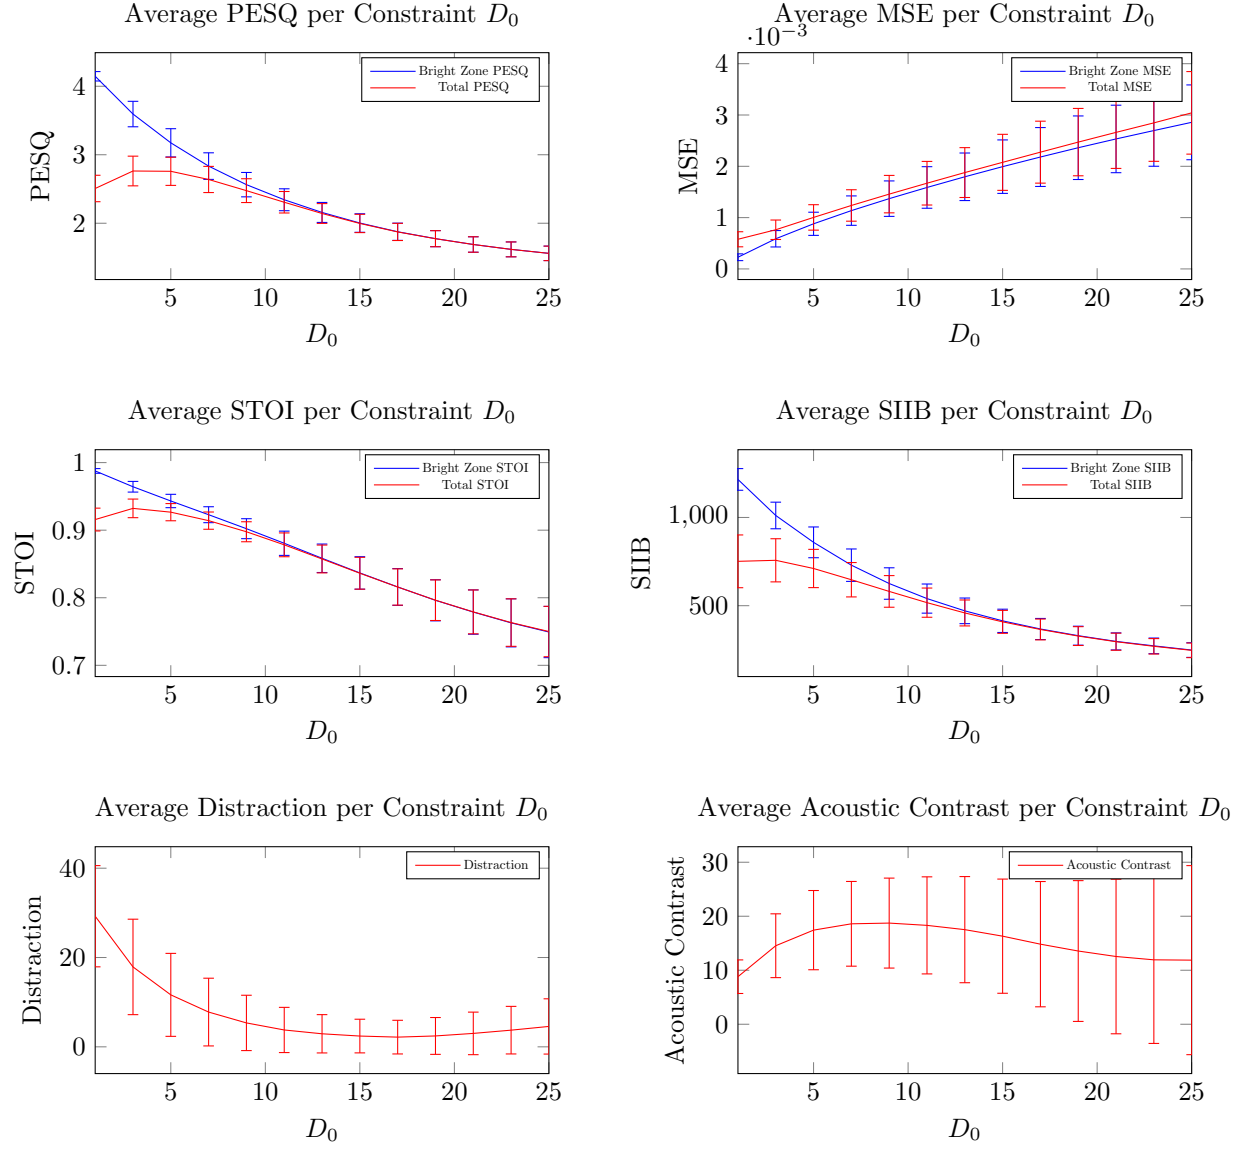 Average PESQ per Constraint D₀
4
3
2
PESQ
Bright Zone PESQ
Total PESQ
5 10 15 20 25
D₀
Average MSE per Constraint D₀
·10⁻³
4
3
2
1
0
MSE
Bright Zone MSE
Total MSE
5 10 15 20 25
D₀
Average STOI per Constraint D₀
1
0.9
0.8
0.7
STOI
Bright Zone STOI
Total STOI
5 10 15 20 25
D₀
Average SIIB per Constraint D₀
1,000
500
SIIB
Bright Zone SIIB
Total SIIB
5 10 15 20 25
D₀
Average Distraction per Constraint D₀
40
20
0
Distraction
Distraction
5 10 15 20 25
D₀
Average Acoustic Contrast per Constraint D₀
30
20
10
0
Acoustic Contrast
Acoustic Contrast
5 10 15 20 25
D₀